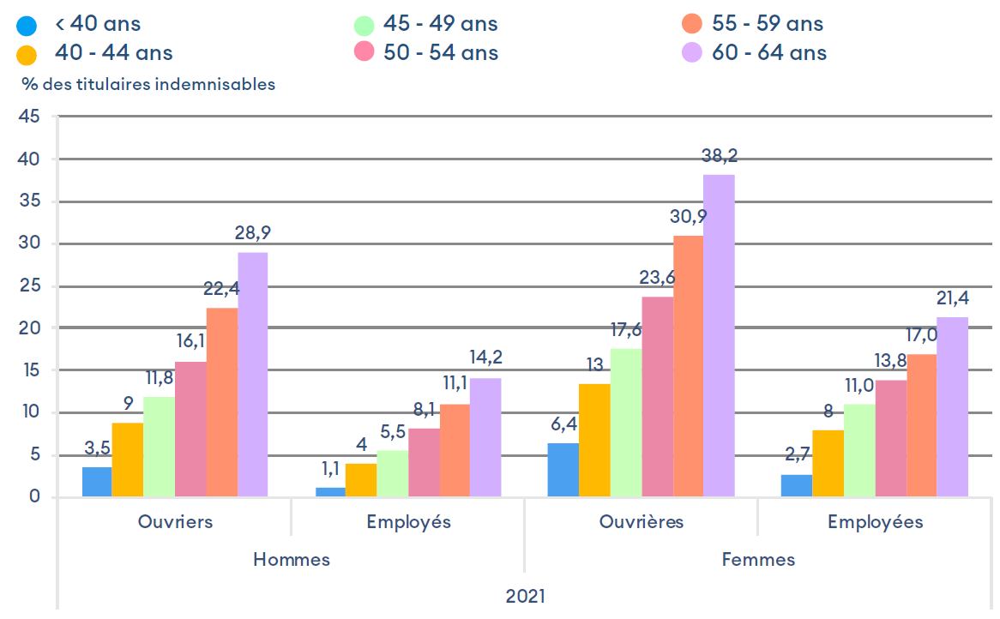 < 40 ans
45 - 49 ans
55 - 59 ans
40 - 44 ans
50 - 54 ans
60 - 64 ans
% des titulaires indemnisables
45
40
35
30
25
20
15
10
5
0
3,5
9
11,8
16,1
22,4
28,9
1,1
4
5,5
8,1
11,1
14,2
6,4
13
17,6
23,6
30,9
38,2
2,7
8
11,0
13,8
17,0
21,4
Ouvriers
Employés
Ouvrières
Employées
Hommes
Femmes
2021